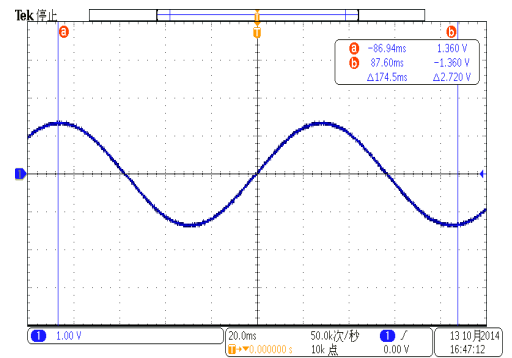 Tek 停止
a
b
T
a -86.94ms 1.360 V
b 87.60ms -1.360 V
Δ174.5ms Δ2.720 V
1
1 1.00 V
20.0ms 50.0k次/秒 1 /
T→▼0.000000 s 10k 点 0.00 V
13 10月2014
16:47:12